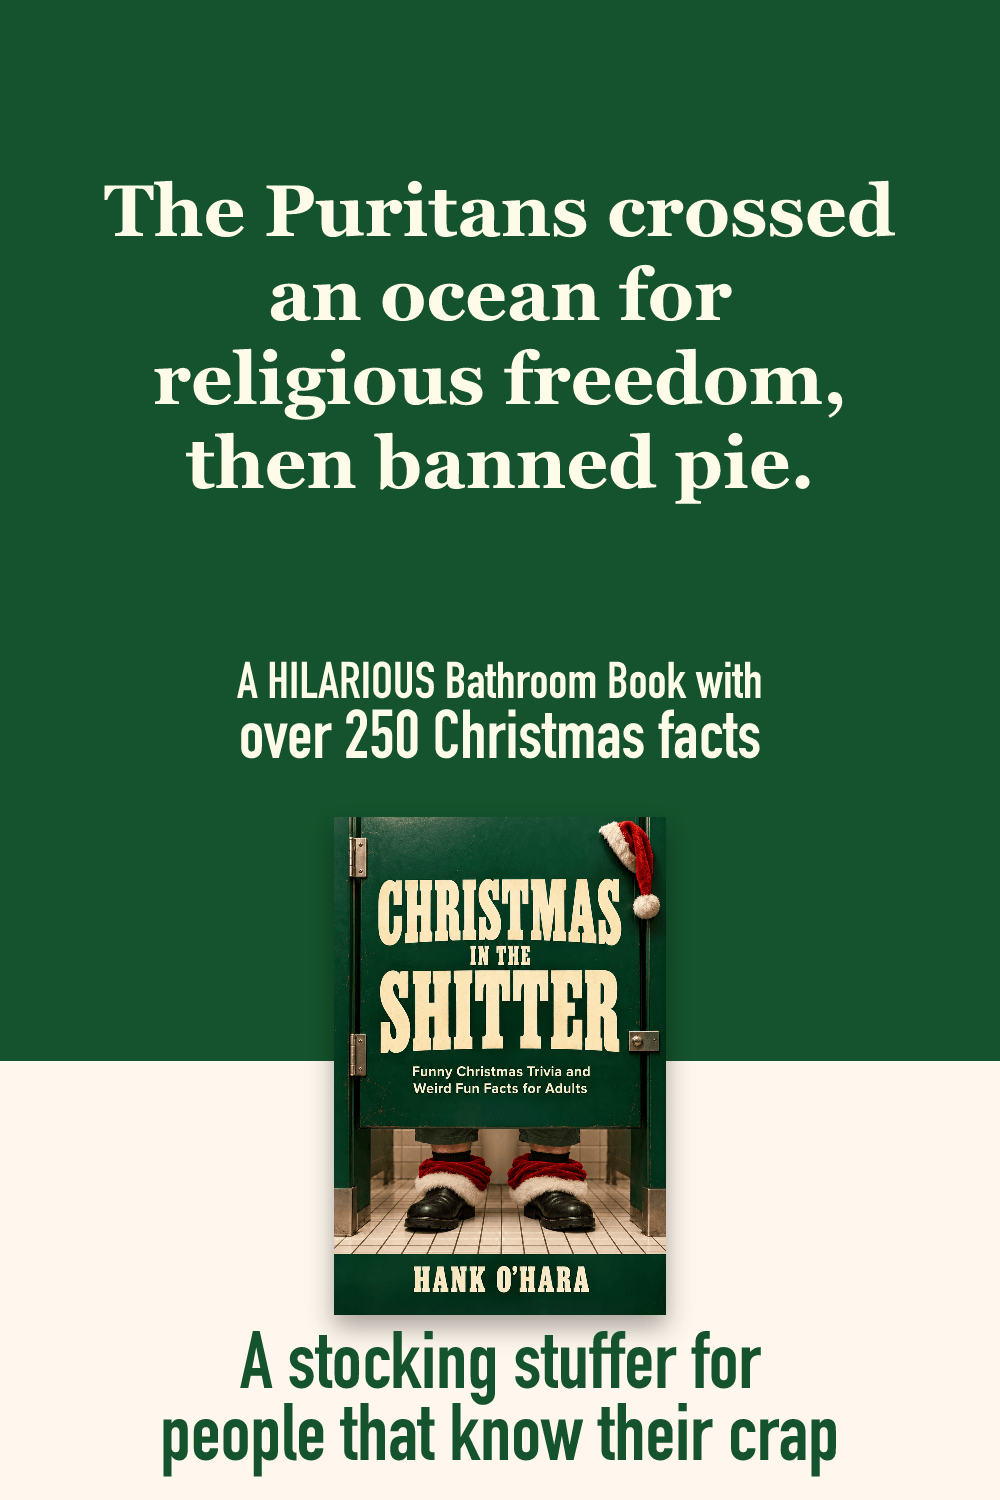 The Puritans crossed
an ocean for
religious freedom,
then banned pie.
A HILARIOUS Bathroom Book with
over 250 Christmas facts
CHRISTMAS
IN THE
SHITTER
Funny Christmas Trivia and
Weird Fun Facts for Adults
HANK O'HARA
A stocking stuffer for
people that know their crap